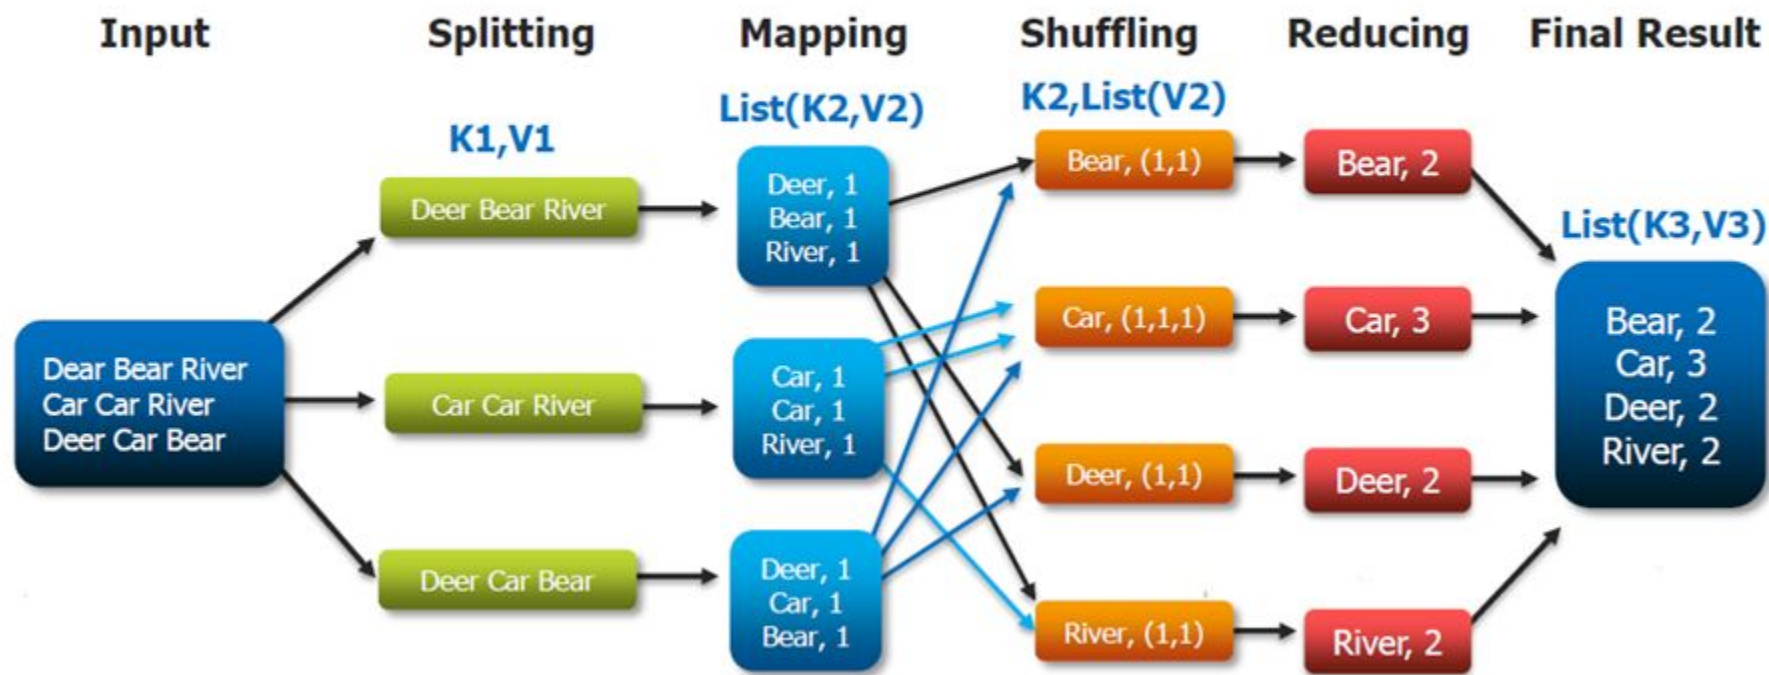 Input
Splitting
Mapping
Shuffling
Reducing
Final Result
K1,V1
List(K2,V2)
K2,List(V2)
List(K3,V3)
Dear Bear River
Car Car River
Deer Car Bear
Deer Bear River
Car Car River
Deer Car Bear
Deer, 1
Bear, 1
River, 1
Car, 1
Car, 1
River, 1
Deer, 1
Car, 1
Bear, 1
Bear, (1,1)
Car, (1,1,1)
Deer, (1,1)
River, (1,1)
Bear, 2
Car, 3
Deer, 2
River, 2
Bear, 2
Car, 3
Deer, 2
River, 2